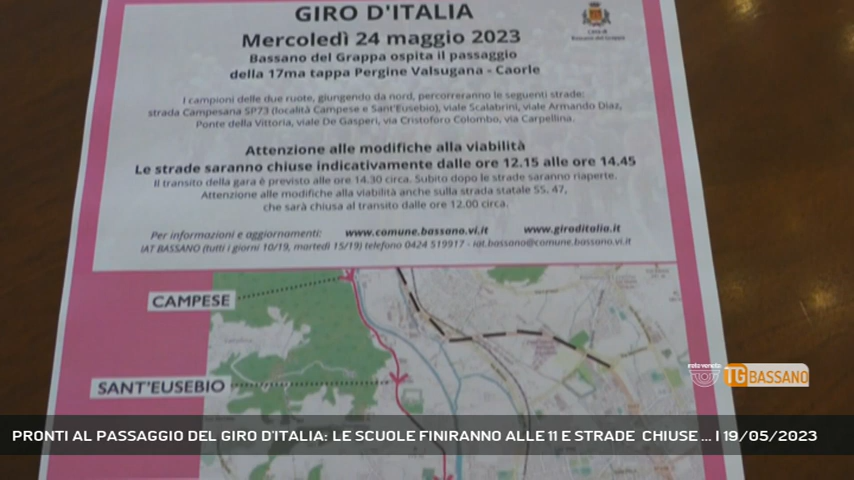 GIRO D'ITALIA
Mercoledì 24 maggio 2023
Bassano del Grappa ospita il passaggio
della 17ma tappa Pergine Valsugana - Caorle
I campioni delle due ruote, giungendo da nord, percorreranno le seguenti strade:
strada Campesana SP73 (località Campese e Sant'Eusebio), viale Scalabrini, viale Armando Diaz,
Ponte della Vittoria, viale De Gasperi, via Cristoforo Colombo, via Carpellina.
Attenzione alle modifiche alla viabilità
Le strade saranno chiuse indicativamente dalle ore 12.15 alle ore 14.45
Il transito della gara è previsto alle ore 14.30 circa. Subito dopo le strade saranno riaperte.
Attenzione alle modifiche alla viabilità anche sulla strada statale SS. 47,
che sarà chiusa al transito dalle ore 12.00 circa.
Per informazioni e aggiornamenti: www.comune.bassano.vi.it www.giroditalia.it
IAT BASSANO (tutti i giorni 10/19, martedì 15/19) telefono 0424 519917 - iat.bassano@comune.bassano.vi.it
CAMPESE
SANT'EUSEBIO
rete veneta
TG BASSANO
PRONTI AL PASSAGGIO DEL GIRO D'ITALIA: LE SCUOLE FINIRANNO ALLE 11 E STRADE CHIUSE ... | 19/05/2023